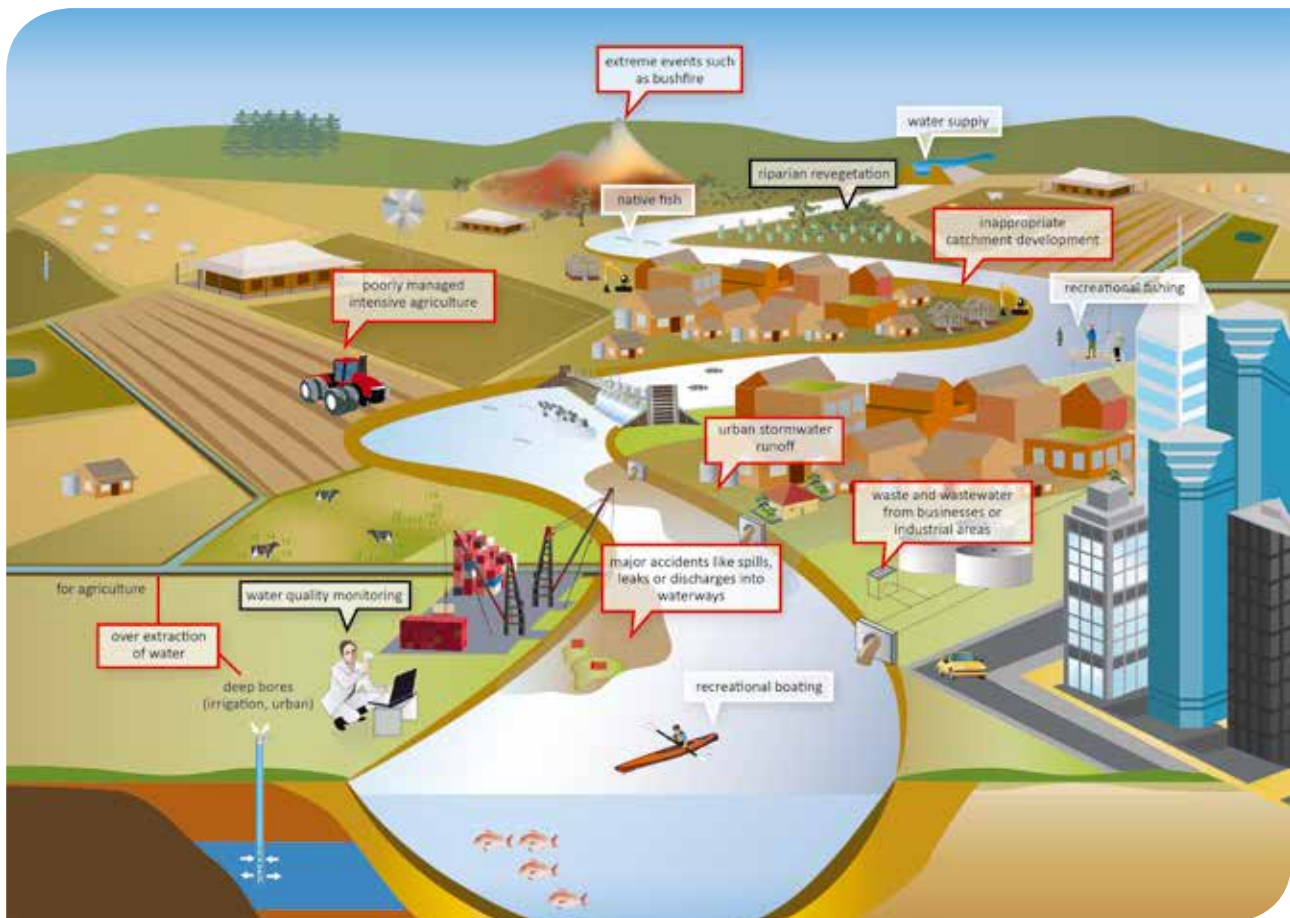 extreme events such
as bushfire
water supply
riparian revegetation
native fish
inappropriate
catchment development
poorly managed
intensive agriculture
recreational fishing
urban stormwater
runoff
waste and wastewater
from businesses or
industrial areas
major accidents like spills,
leaks or discharges into
waterways
for agriculture
water quality monitoring
over extraction
of water
deep bores
(irrigation, urban)
recreational boating